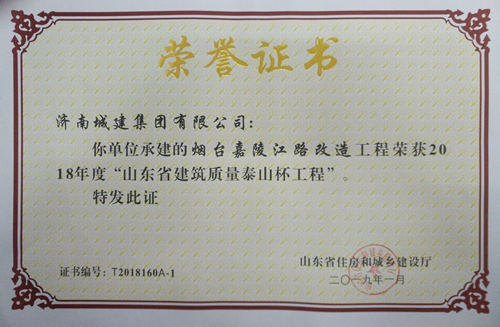 荣誉证书
济南城建集团有限公司：
你单位承建的烟台嘉陵江路改造工程荣获20
18年度“山东省建筑质量泰山杯工程”。
特发此证
山东省住房和城乡建设厅
证书编号：T2018160A-1
二〇一九年一月